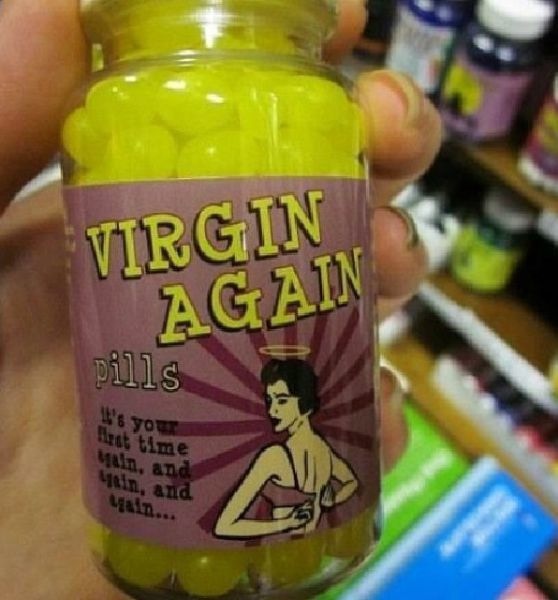 VIRGIN
AGAIN
pills
it's your
first time
again, and
again, and
again...